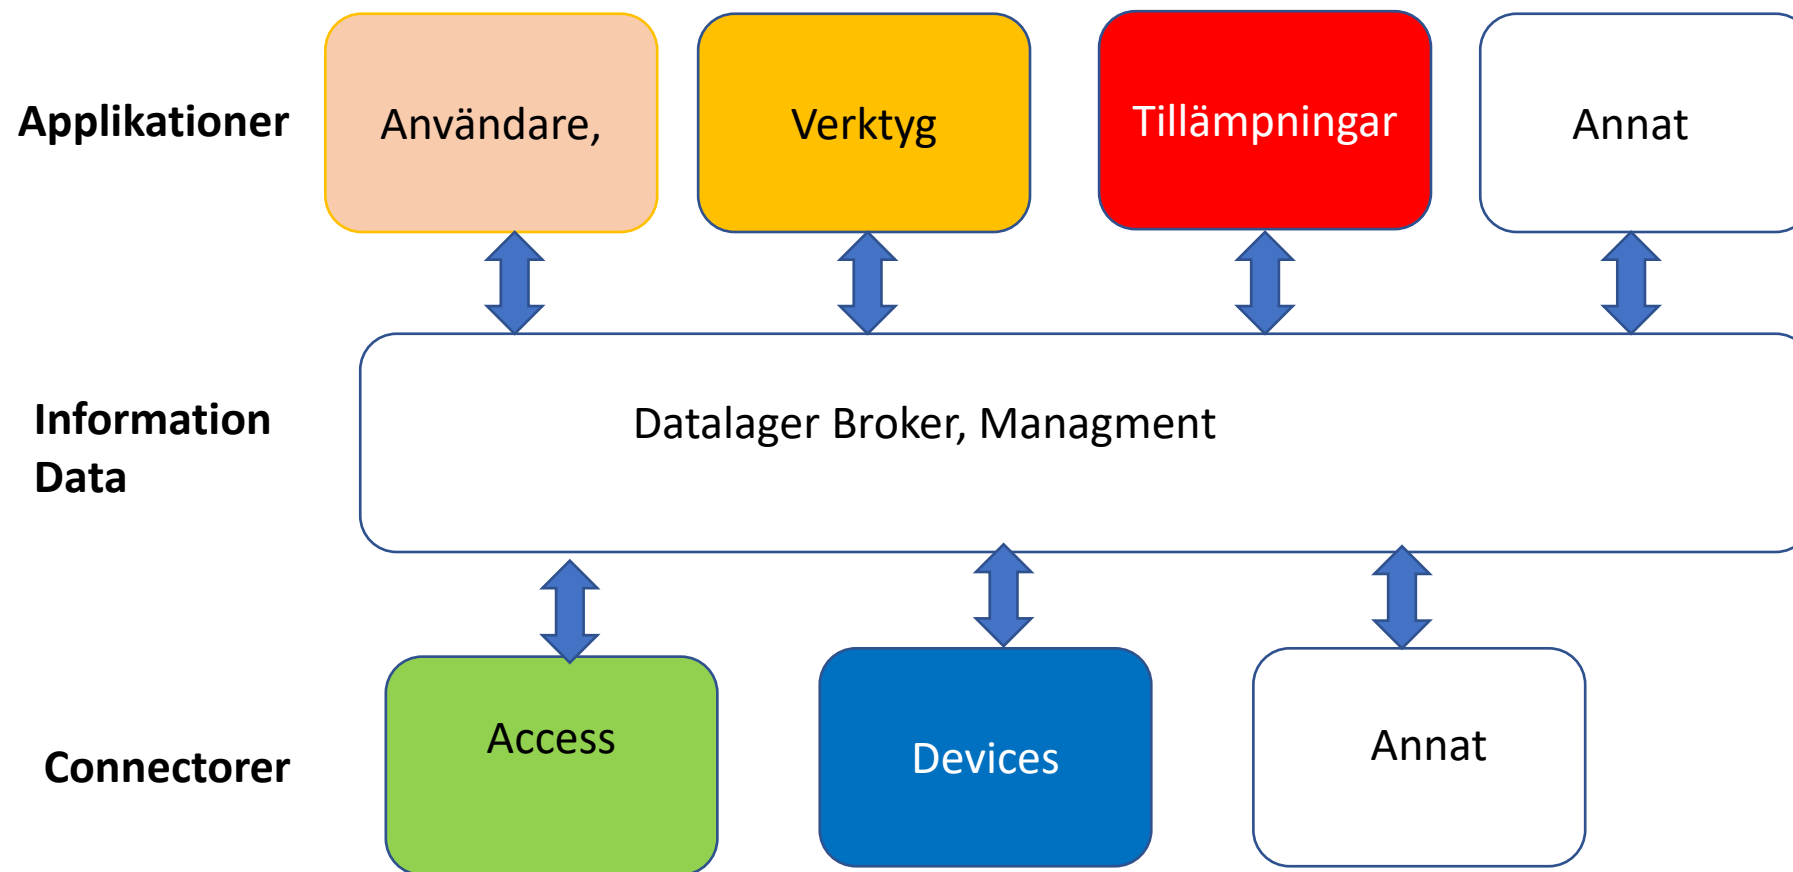 Applikationer
Användare,
Verktyg
Tillämpningar
Annat
Information
Data
Datalager Broker, Managment
Connectorer
Access
Devices
Annat